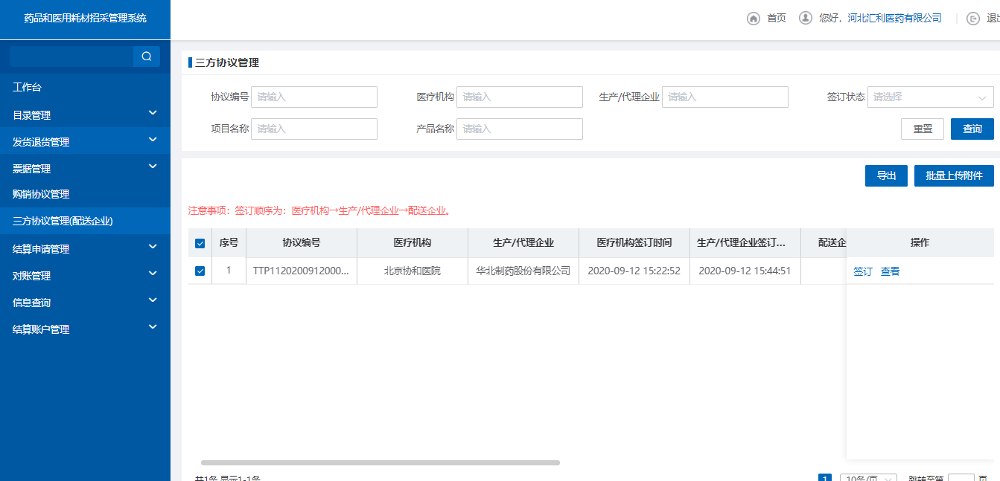 药品和医用耗材招采管理系统
首页
您好，河北汇利医药有限公司
退出
工作台
目录管理
发货退货管理
票据管理
购销协议管理
三方协议管理(配送企业)
结算申请管理
对账管理
信息查询
结算账户管理
三方协议管理
协议编号 请输入 医疗机构 请输入 生产/代理企业 请输入 签订状态 请选择
项目名称 请输入 产品名称 请输入 重置 查询
导出 批量上传附件
注意事项：签订顺序为：医疗机构→生产/代理企业→配送企业。
序号 协议编号 医疗机构 生产/代理企业 医疗机构签订时间 生产/代理企业签订... 配送企 操作
1 TTP1120200912000... 北京协和医院 华北制药股份有限公司 2020-09-12 15:22:52 2020-09-12 15:44:51 签订 查看
共1条 显示1-1条 1 10条/页 跳转至第 页